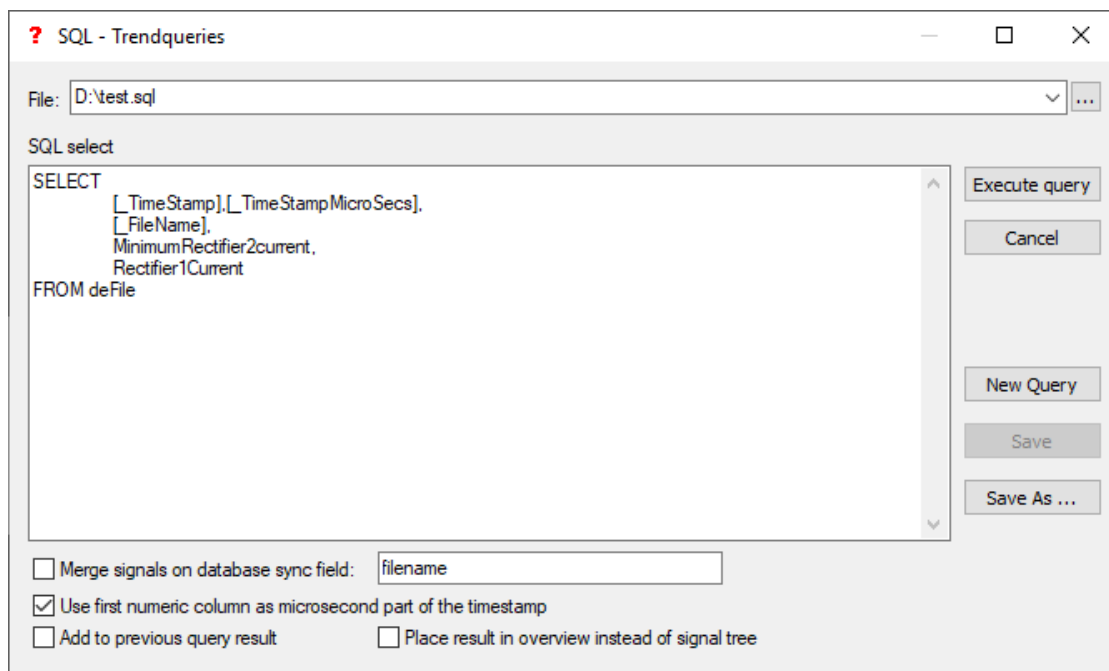 ? SQL - Trendqueries
File: D:\test.sql ...
SQL select
SELECT
[_TimeStamp],[_TimeStampMicroSecs],
[_FileName],
MinimumRectifier2current,
Rectifier1Current
FROM deFile
Execute query
Cancel
New Query
Save
Save As ...
Merge signals on database sync field: filename
Use first numeric column as microsecond part of the timestamp
Add to previous query result Place result in overview instead of signal tree